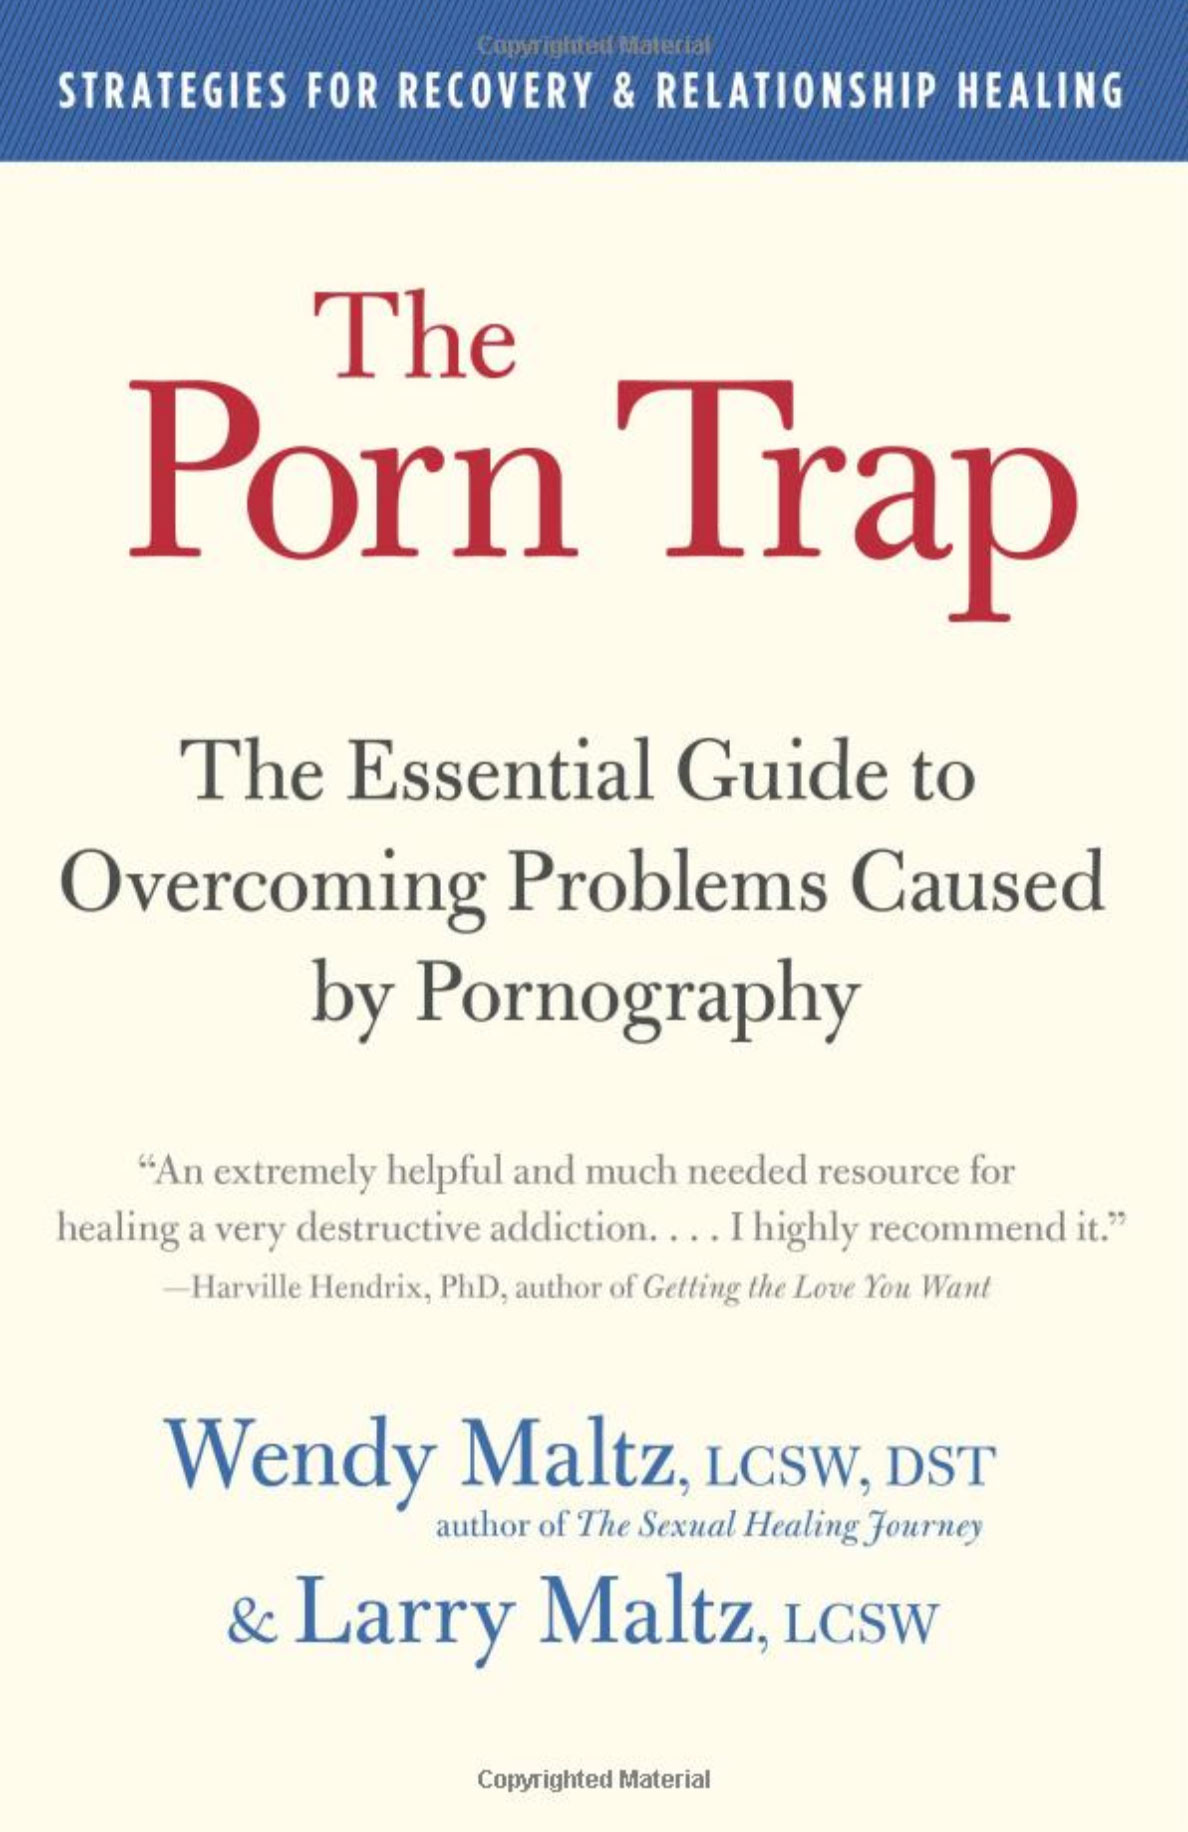 Copyrighted Material
STRATEGIES FOR RECOVERY & RELATIONSHIP HEALING
The
Porn Trap
The Essential Guide to
Overcoming Problems Caused
by Pornography
“An extremely helpful and much needed resource for
healing a very destructive addiction. . . . I highly recommend it.”
—Harville Hendrix, PhD, author of Getting the Love You Want
Wendy Maltz, LCSW, DST
author of The Sexual Healing Journey
& Larry Maltz, LCSW
Copyrighted Material